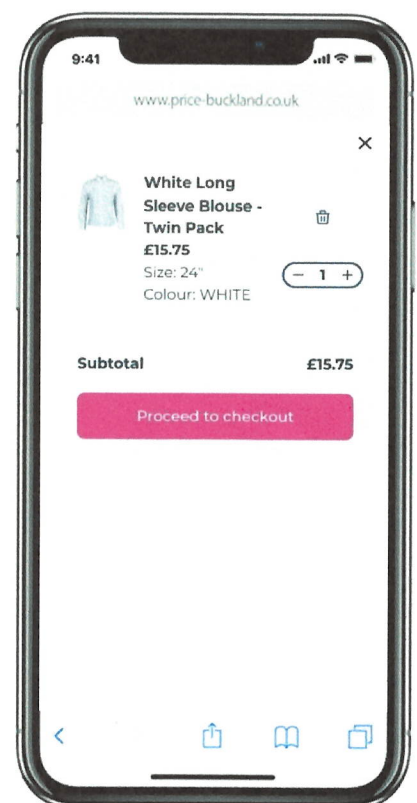 9:41
www.price-buckland.co.uk
White Long
Sleeve Blouse -
Twin Pack
£15.75
Size: 24"
Colour: WHITE
− 1 +
Subtotal £15.75
Proceed to checkout